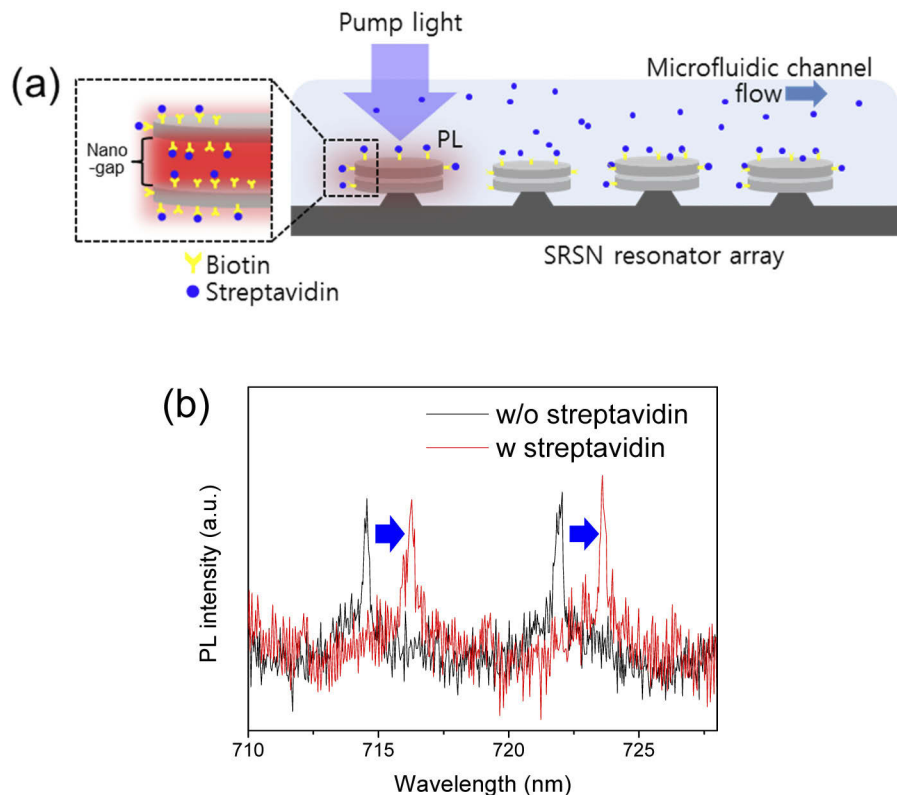 Pump light
(a)
Microfluidic channel
flow
PL
Nano
-gap
SRSN resonator array
Biotin
Streptavidin
(b)
w/o streptavidin
w streptavidin
PL intensity (a.u.)
710
715
720
725
Wavelength (nm)